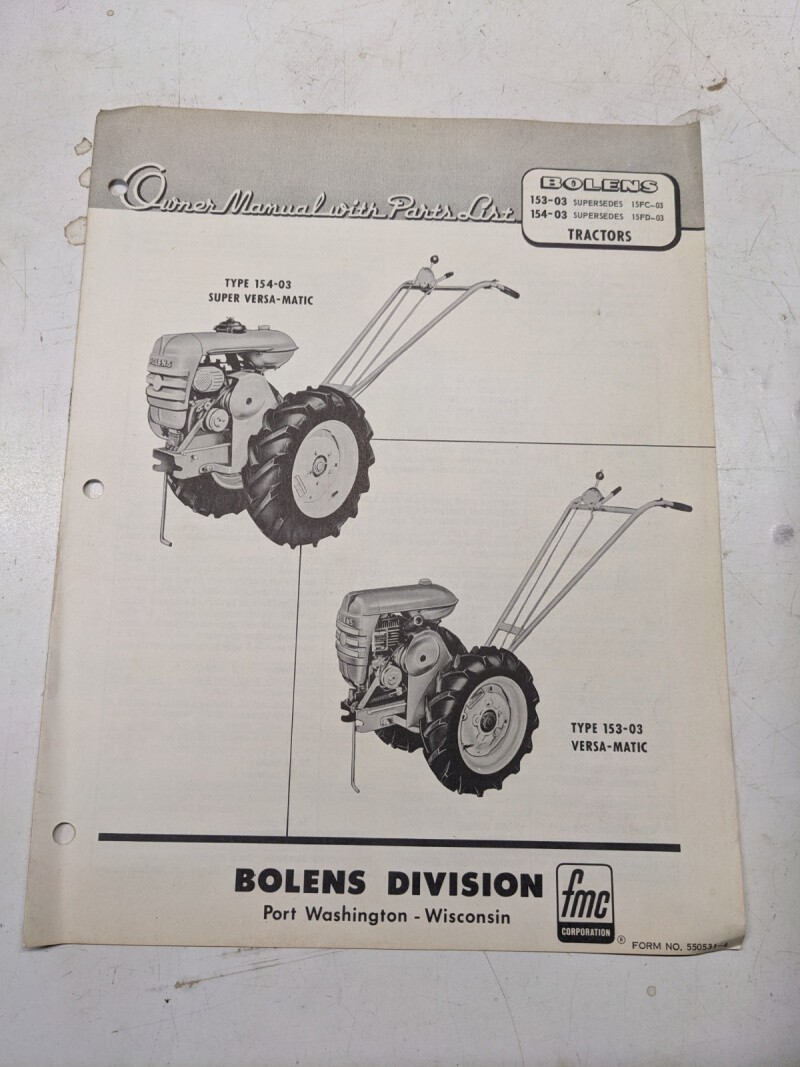 Owner Manual with Parts List
BOLENS
153-03 SUPERSEDES 15FC-03
154-03 SUPERSEDES 15FD-03
TRACTORS
TYPE 154-03
SUPER VERSA-MATIC
BOLENS
BOLENS
TYPE 153-03
VERSA-MATIC
BOLENS DIVISION
Port Washington - Wisconsin
fmc
CORPORATION
®
FORM NO.